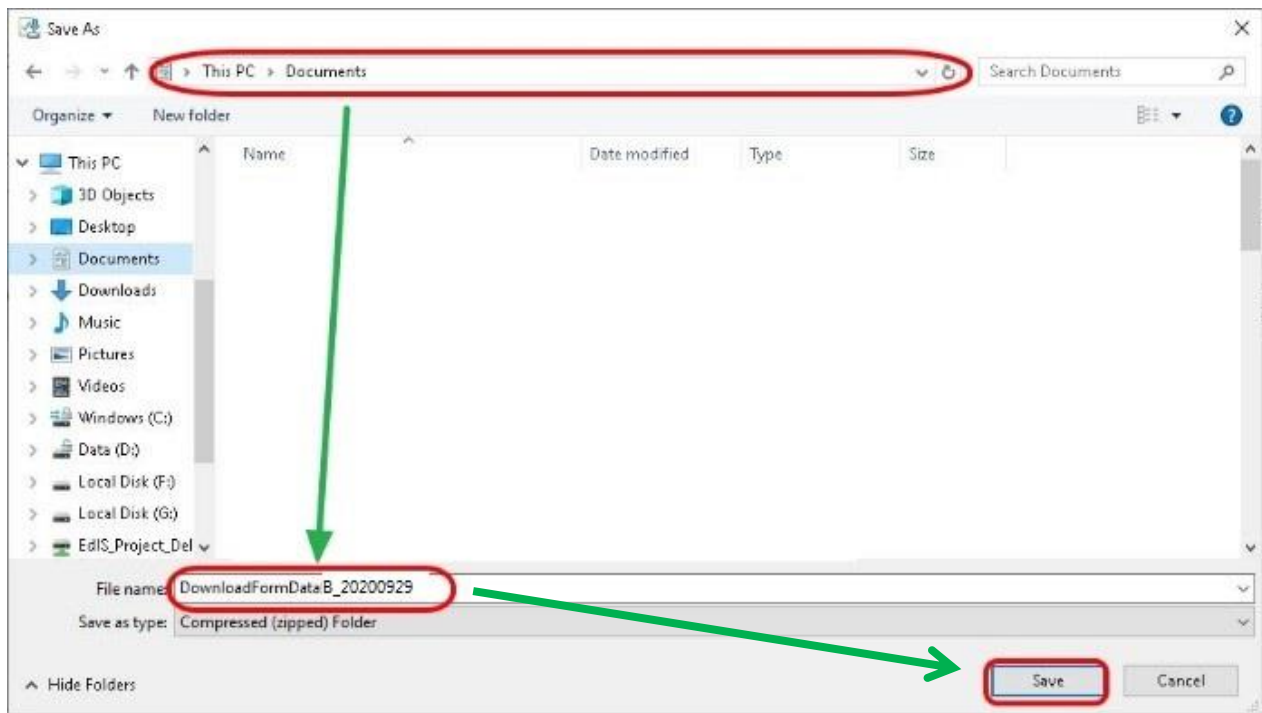 Save As
This PC > Documents
Search Documents
Organize
New folder
Name
Date modified
Type
Size
This PC
3D Objects
Desktop
Documents
Downloads
Music
Pictures
Videos
Windows (C:)
Data (D:)
Local Disk (F:)
Local Disk (G:)
EdIS_Project_Del
File name: DownloadFormData B_20200929
Save as type: Compressed (zipped) Folder
Hide Folders
Save
Cancel